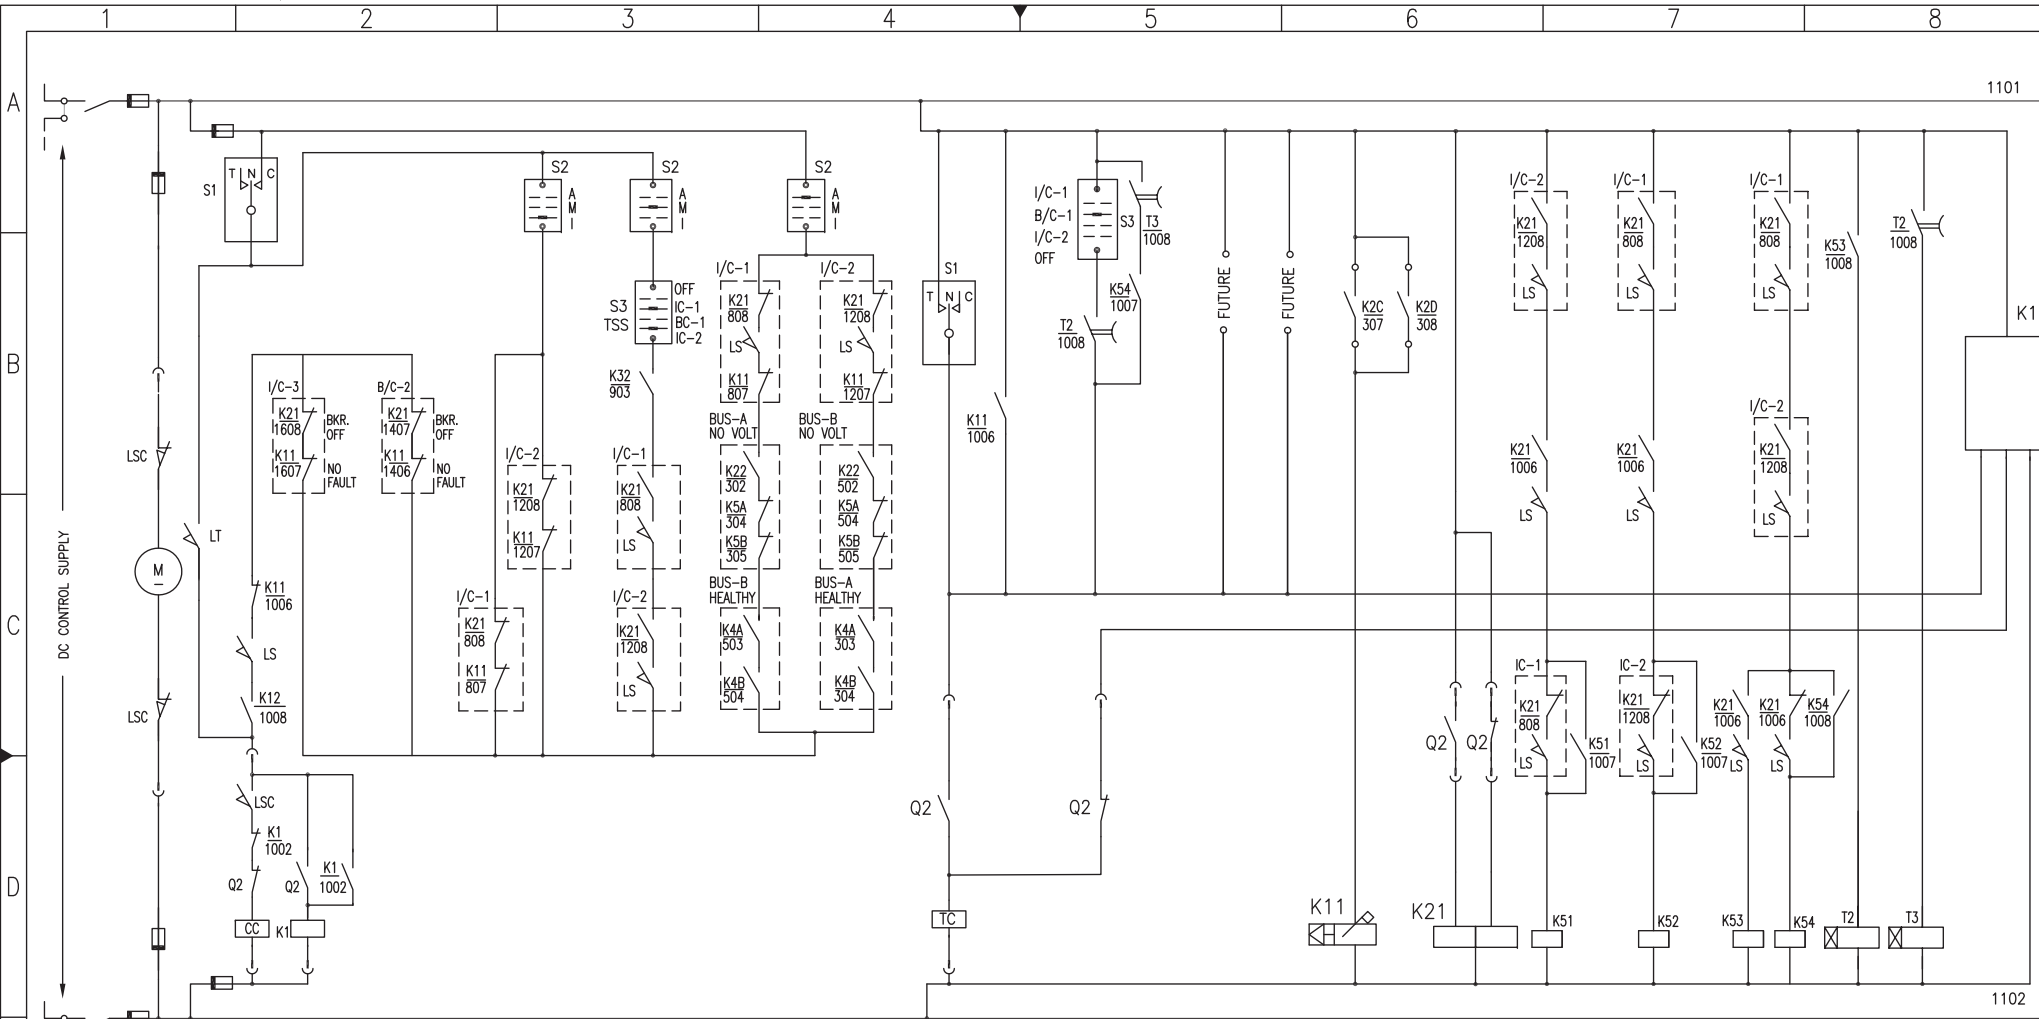 1 2 3 4 5 6 7 8
A
1101
S1
T N C
S2
A
M
I
S2
A
M
I
S2
A
M
I
I/C-1
B/C-1
I/C-2
OFF
S3
T3
1008
I/C-2
K21
1208
LS
I/C-1
K21
808
LS
I/C-1
K21
808
LS
K53
1008
T2
1008
B
S3
TSS
OFF
IC-1
BC-1
IC-2
I/C-1
K21
808
LS
K11
807
I/C-2
K21
1208
LS
K11
1207
S1
T N C
K54
1007
T2
1008
FUTURE
FUTURE
K2C
307
K2D
308
K1
I/C-3
K21
1608
BKR.
OFF
K11
1607
NO
FAULT
B/C-2
K21
1407
BKR.
OFF
K11
1406
NO
FAULT
K32
903
K11
1006
LSC
BUS-A
NO VOLT
BUS-B
NO VOLT
I/C-2
K21
1208
K11
1207
I/C-1
K21
808
LS
K22
302
K5A
304
K5B
305
K22
502
K5A
504
K5B
505
K21
1006
LS
K21
1006
LS
I/C-2
K21
1208
LS
C
DC CONTROL SUPPLY
LT
M
K11
1006
LS
K12
1008
LSC
I/C-1
K21
808
K11
807
I/C-2
K21
1208
LS
BUS-B
HEALTHY
K4A
503
K4B
504
BUS-A
HEALTHY
K4A
303
K4B
304
Q2
Q2
IC-1
K21
808
LS
K51
1007
IC-2
K21
1208
LS
K52
1007
K21
1006
LS
K21
1006
LS
K54
1008
D
LSC
K1
1002
Q2
Q2
K1
1002
CC
K1
Q2
Q2
TC
K11
K21
K51
K52
K53
K54
T2
T3
1102